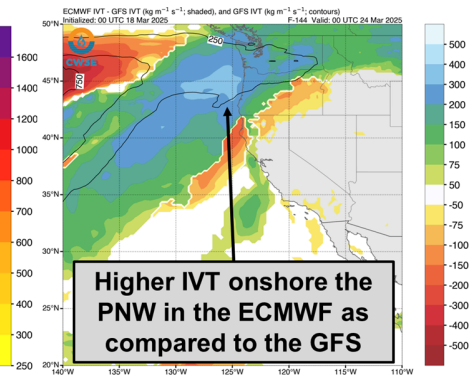 ECMWF IVT - GFS IVT (kg m⁻¹ s⁻¹; shaded), and GFS IVT (kg m⁻¹ s⁻¹; contours)
Initialized: 00 UTC 18 Mar 2025 F-144 Valid: 00 UTC 24 Mar 2025
50°N
45°N
40°N
35°N
30°N
25°N
20°N
140°W 135°W 130°W 125°W 120°W 115°W 110°W
CW3E
250
750
1600
1400
1200
1000
800
700
600
500
400
300
250
500
400
300
200
150
100
75
50
-50
-75
-100
-150
-200
-300
-400
-500
Higher IVT onshore the
PNW in the ECMWF as
compared to the GFS